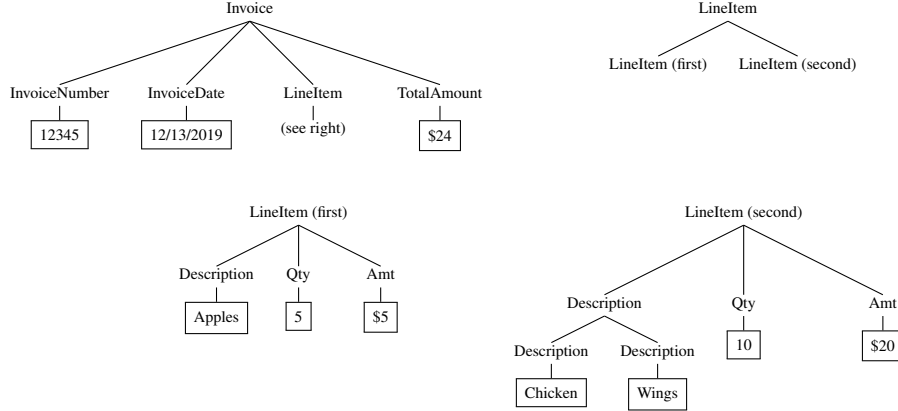 Invoice
InvoiceNumber InvoiceDate LineItem TotalAmount
12345 12/13/2019 (see right) $24
LineItem
LineItem (first) LineItem (second)
LineItem (first)
Description Qty Amt
Apples 5 $5
LineItem (second)
Description Qty Amt
10 $20
Description Description
Chicken Wings